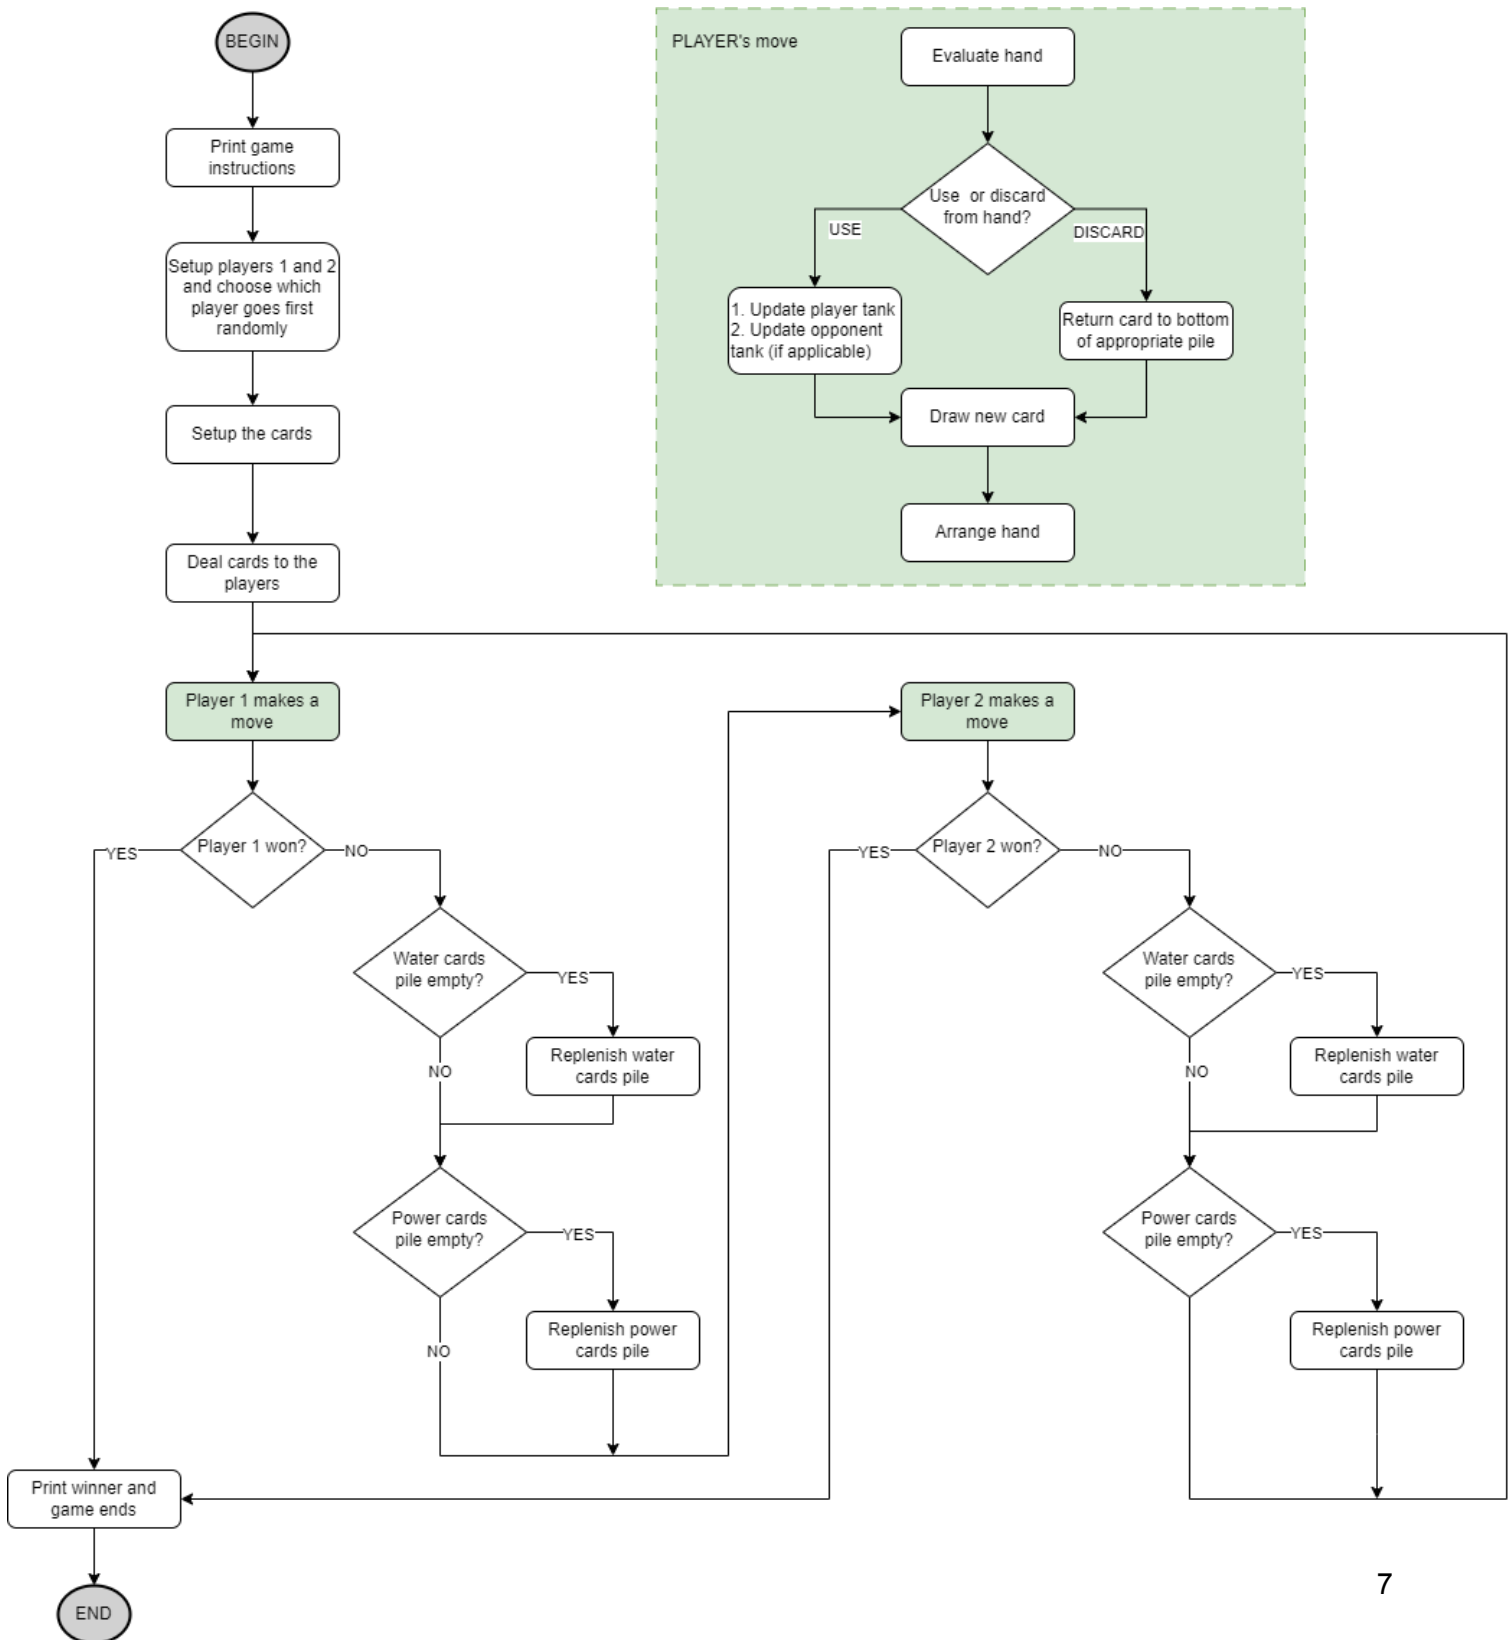 BEGIN
Print game
instructions
Setup players 1 and 2
and choose which
player goes first
randomly
Setup the cards
Deal cards to the
players
PLAYER's move
Evaluate hand
Use or discard
from hand?
USE
DISCARD
1. Update player tank
2. Update opponent
tank (if applicable)
Return card to bottom
of appropriate pile
Draw new card
Arrange hand
Player 1 makes a
move
Player 1 won?
YES
NO
Water cards
pile empty?
YES
NO
Replenish water
cards pile
Power cards
pile empty?
YES
NO
Replenish power
cards pile
Player 2 makes a
move
Player 2 won?
YES
NO
Water cards
pile empty?
YES
NO
Replenish water
cards pile
Power cards
pile empty?
YES
Replenish power
cards pile
Print winner and
game ends
END
7